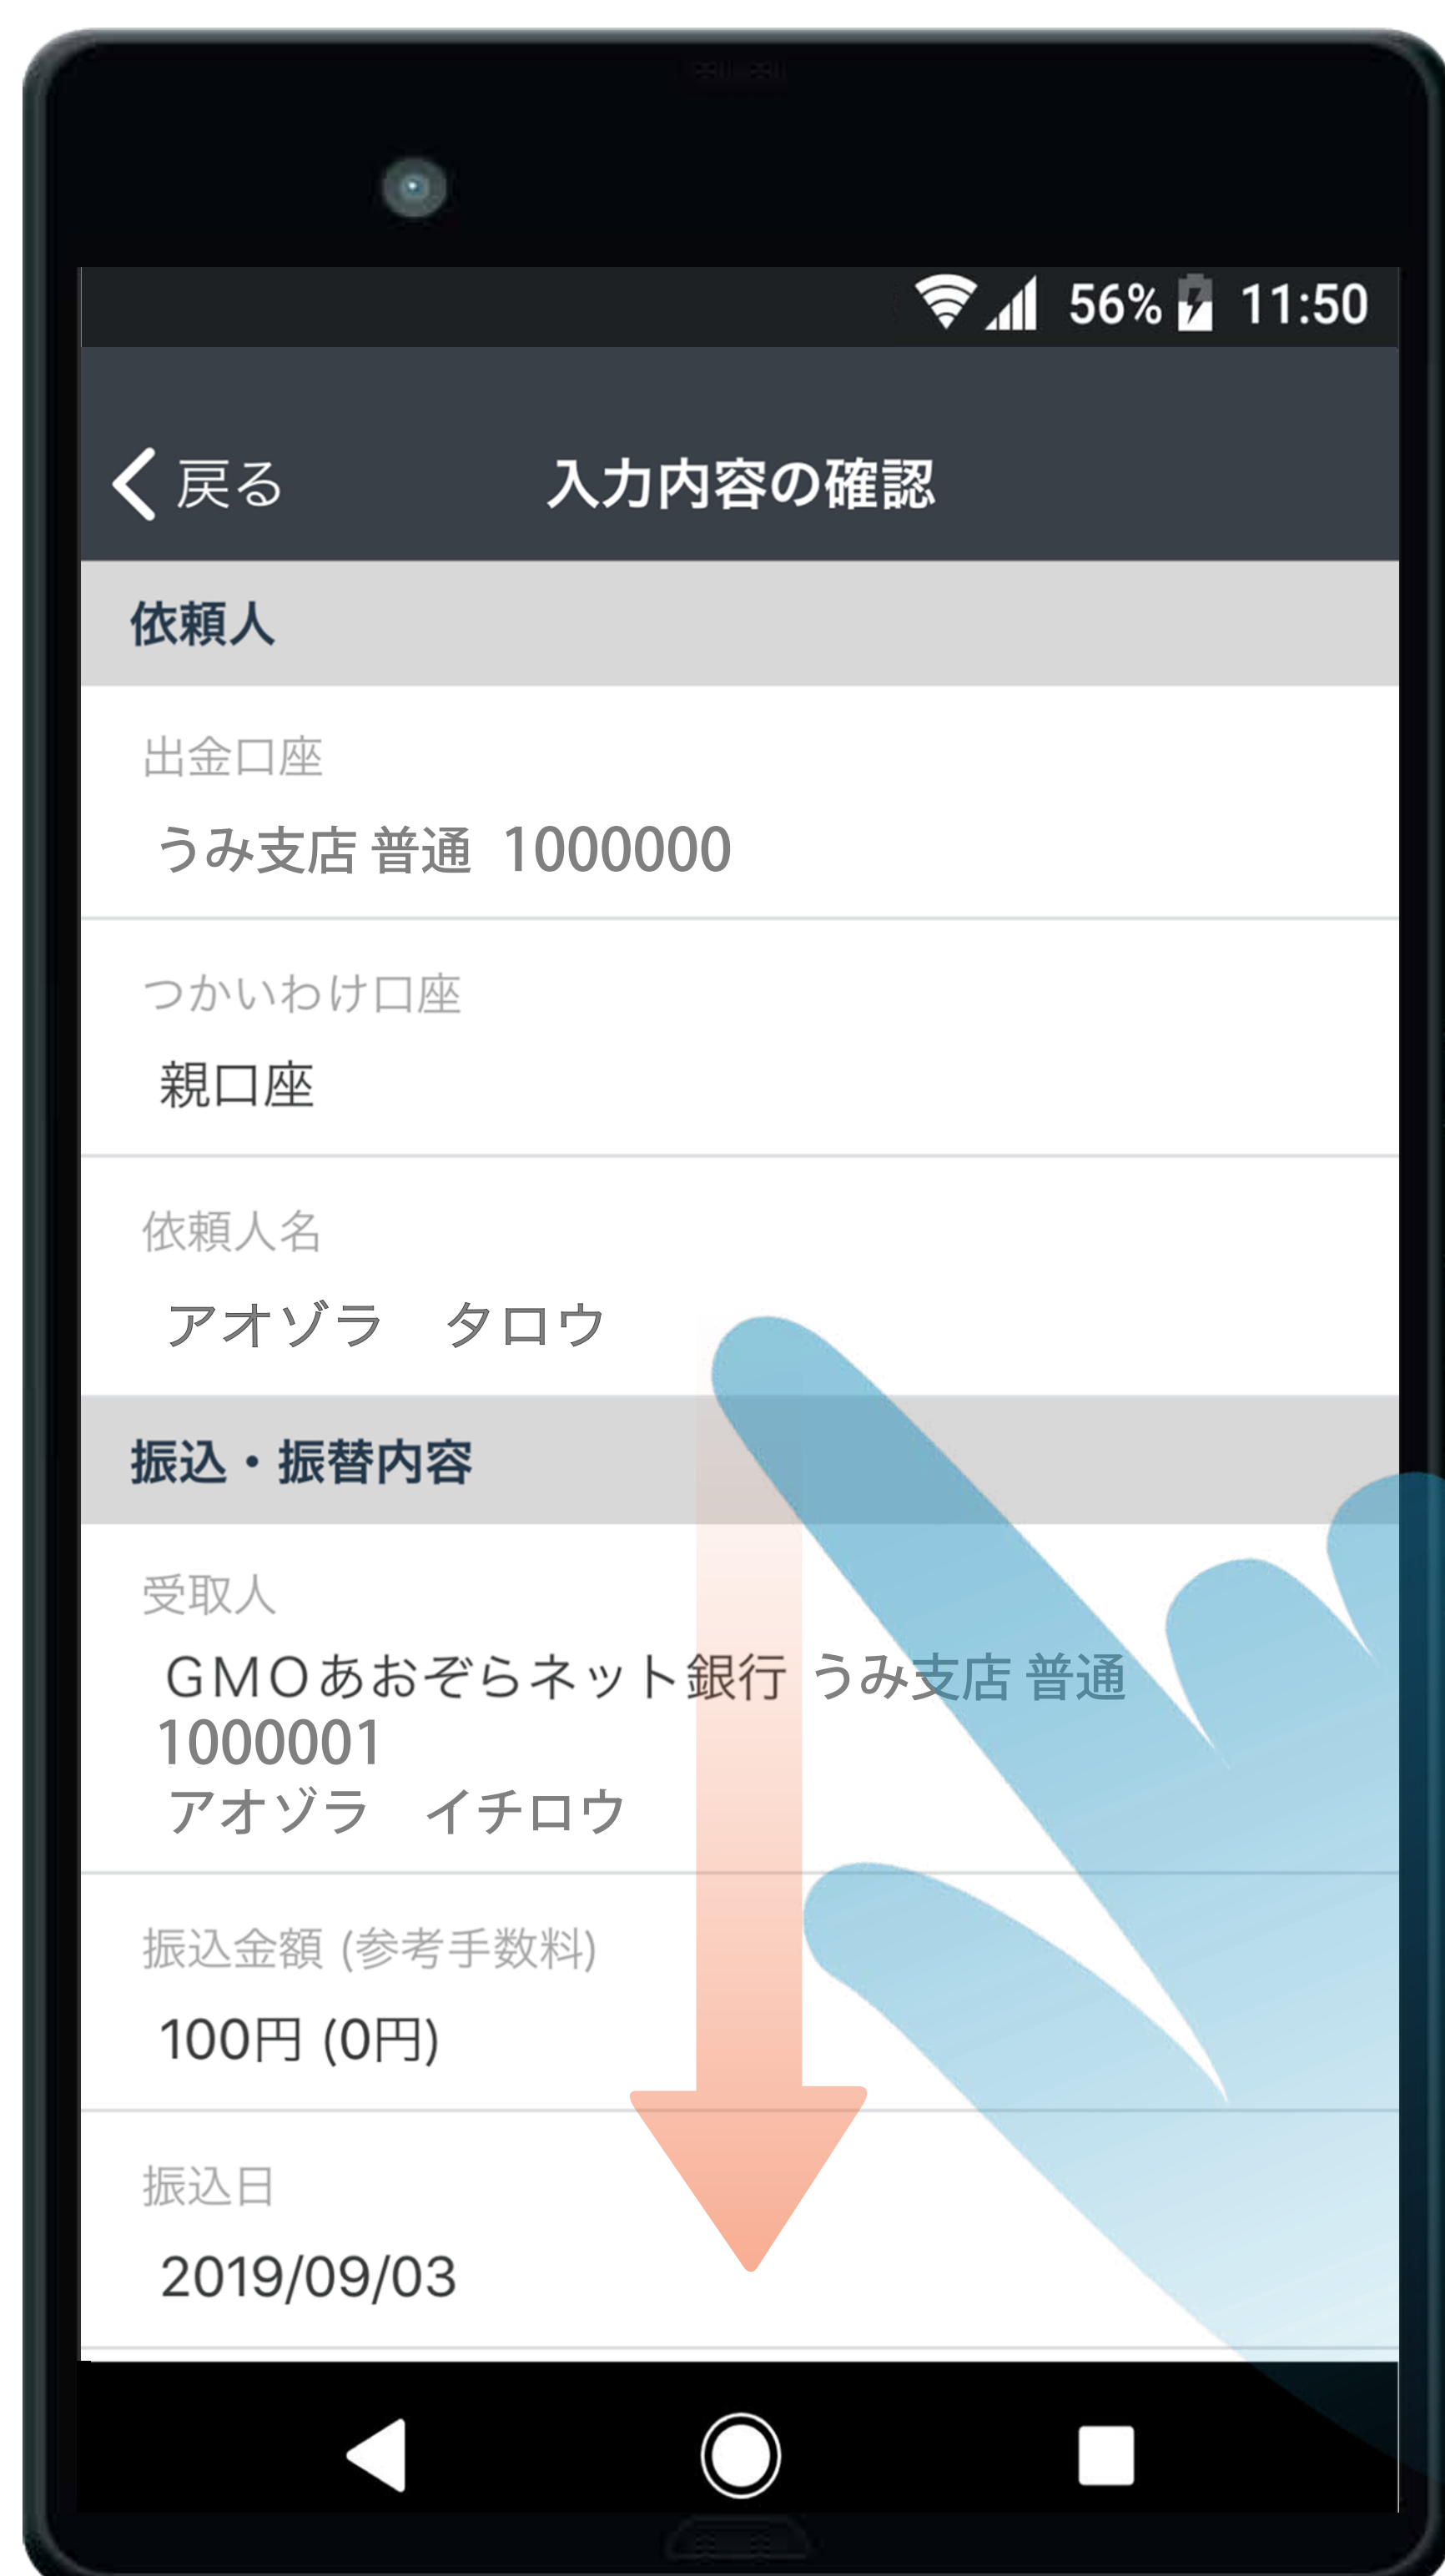 56% 11:50
戻る 入力内容の確認
依頼人
出金口座
うみ支店 普通 1000000
つかいわけ口座
親口座
依頼人名
アオゾラ　タロウ
振込・振替内容
受取人
ＧＭＯあおぞらネット銀行 うみ支店 普通
1000001
アオゾラ　イチロウ
振込金額 (参考手数料)
100円 (0円)
振込日
2019/09/03